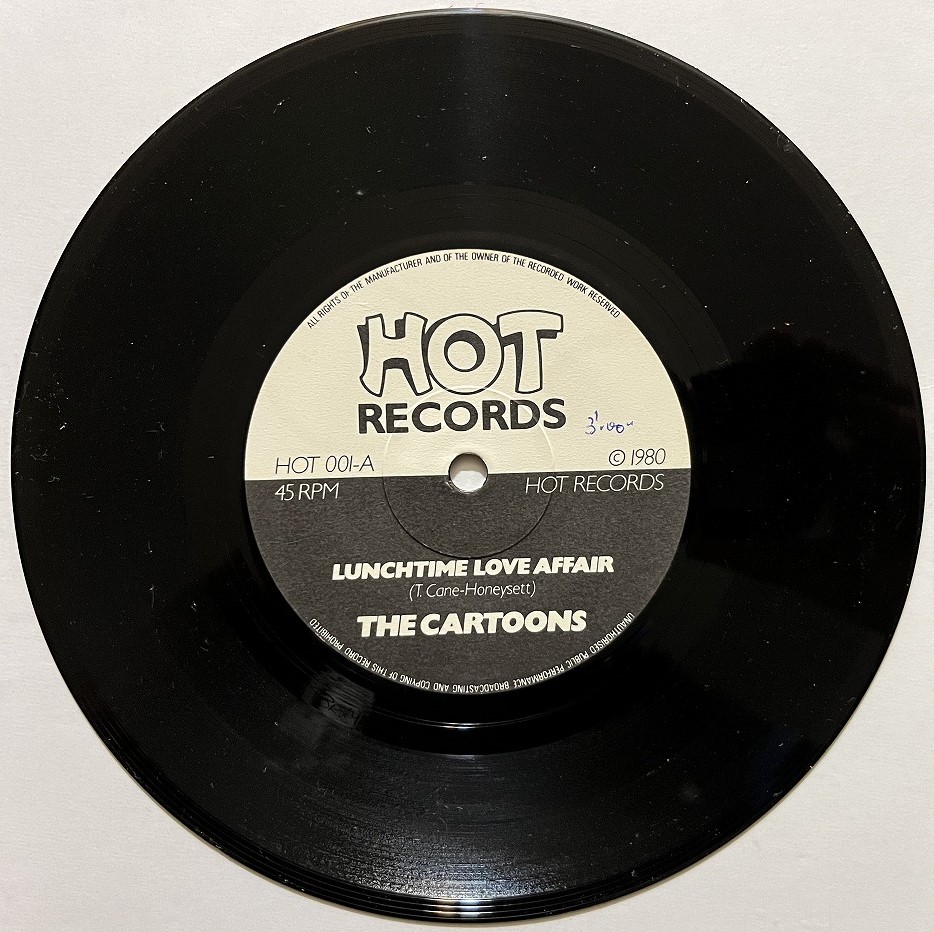 ALL RIGHTS OF THE MANUFACTURER AND OF THE OWNER OF THE RECORDED WORK RESERVED
HOT
RECORDS
3'.00"
HOT 001-A
© 1980
45 RPM
HOT RECORDS
LUNCHTIME LOVE AFFAIR
(T. Cane-Honeysett)
THE CARTOONS
UNAUTHORISED PUBLIC PERFORMANCE BROADCASTING AND COPYING OF THIS RECORD PROHIBITED